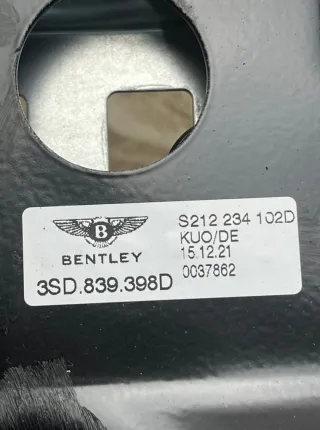 B
BENTLEY
3SD.839.398D
S212 234 102D
KUO/DE
15.12.21
0037862